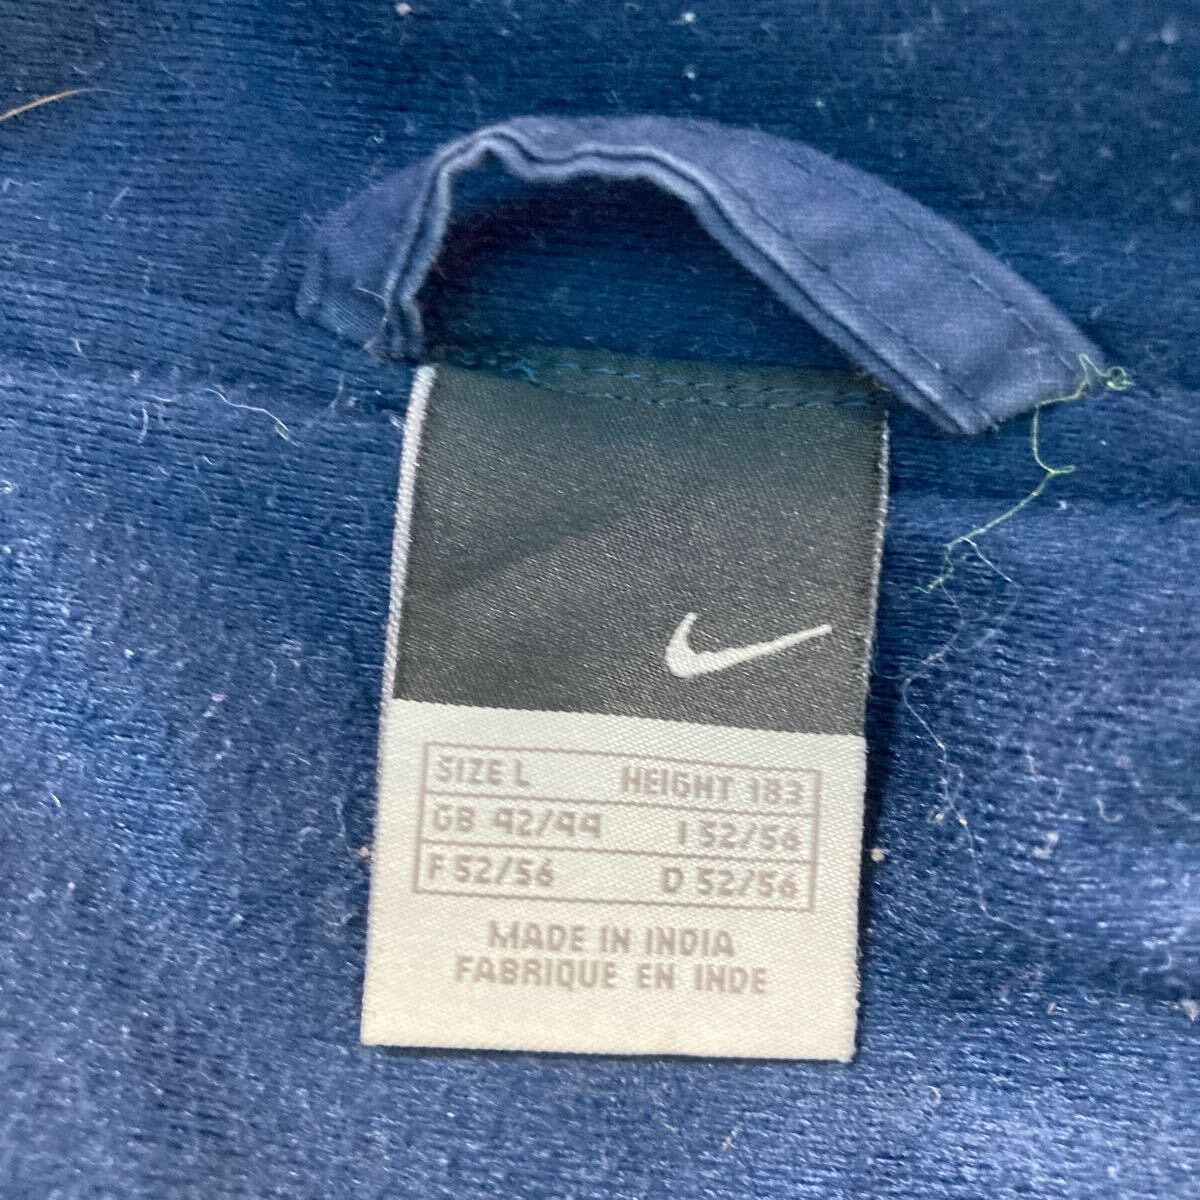 SIZE L HEIGHT 183
GB 42/44 I 52/56
F 52/56 D 52/56
MADE IN INDIA
FABRIQUE EN INDE